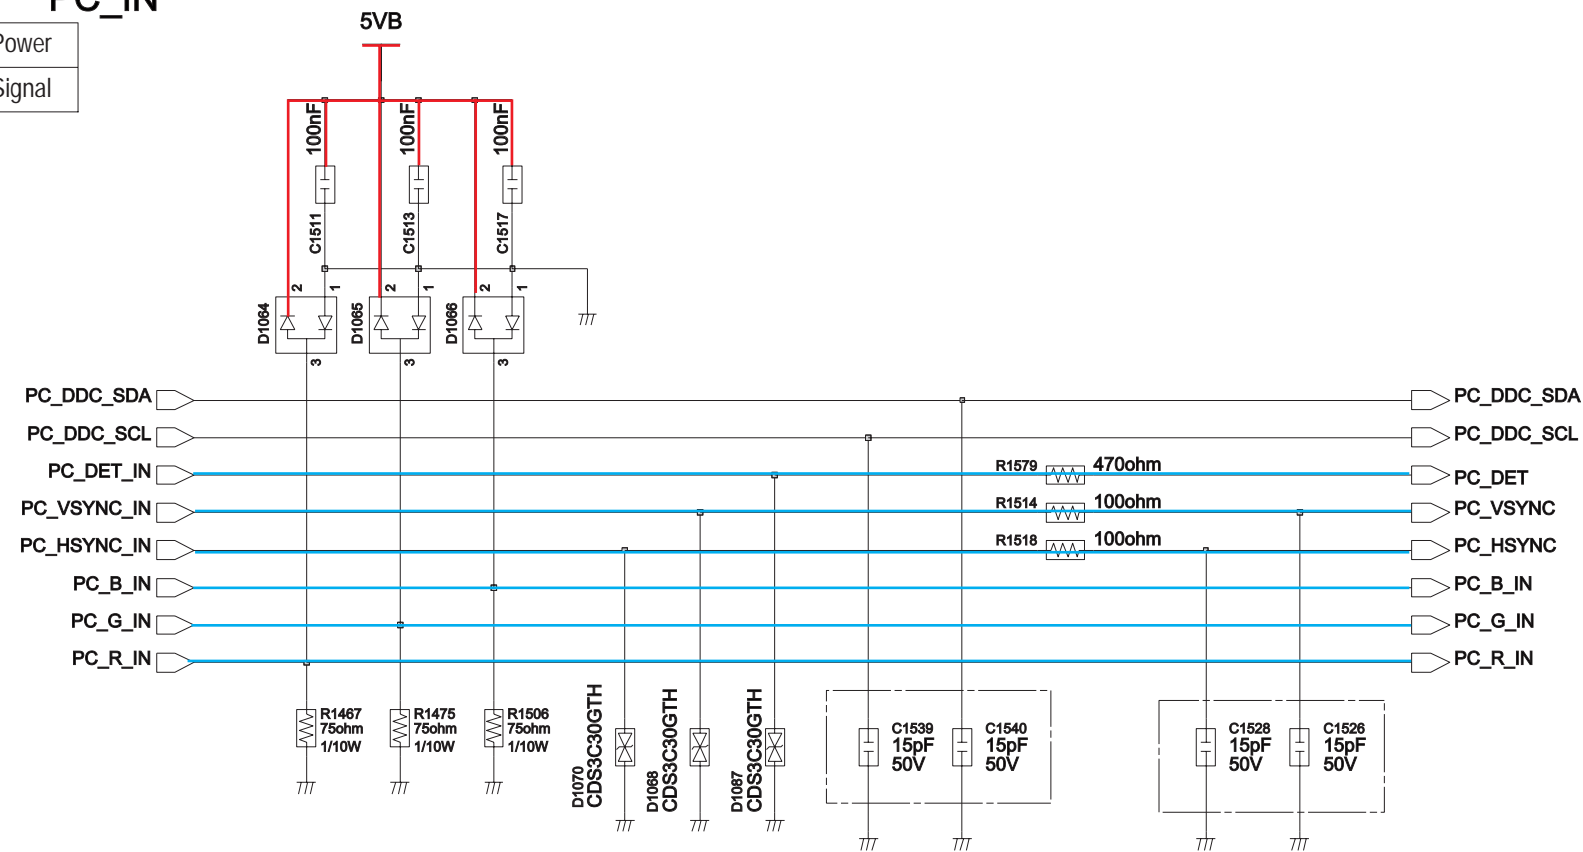 PC_IN
Power
Signal
5VB
100nF
100nF
100nF
C1511
C1513
C1517
2
1
2
1
2
1
D1064
D1065
D1066
3
3
3
PC_DDC_SDA
PC_DDC_SDA
PC_DDC_SCL
PC_DDC_SCL
PC_DET_IN
R1579
470ohm
PC_DET
PC_VSYNC_IN
R1514
100ohm
PC_VSYNC
PC_HSYNC_IN
R1518
100ohm
PC_HSYNC
PC_B_IN
PC_B_IN
PC_G_IN
PC_G_IN
PC_R_IN
PC_R_IN
R1467
75ohm
1/10W
R1475
75ohm
1/10W
R1506
75ohm
1/10W
D1070
CDS3C30GTH
D1068
CDS3C30GTH
D1087
CDS3C30GTH
C1539
15pF
50V
C1540
15pF
50V
C1528
15pF
50V
C1526
15pF
50V